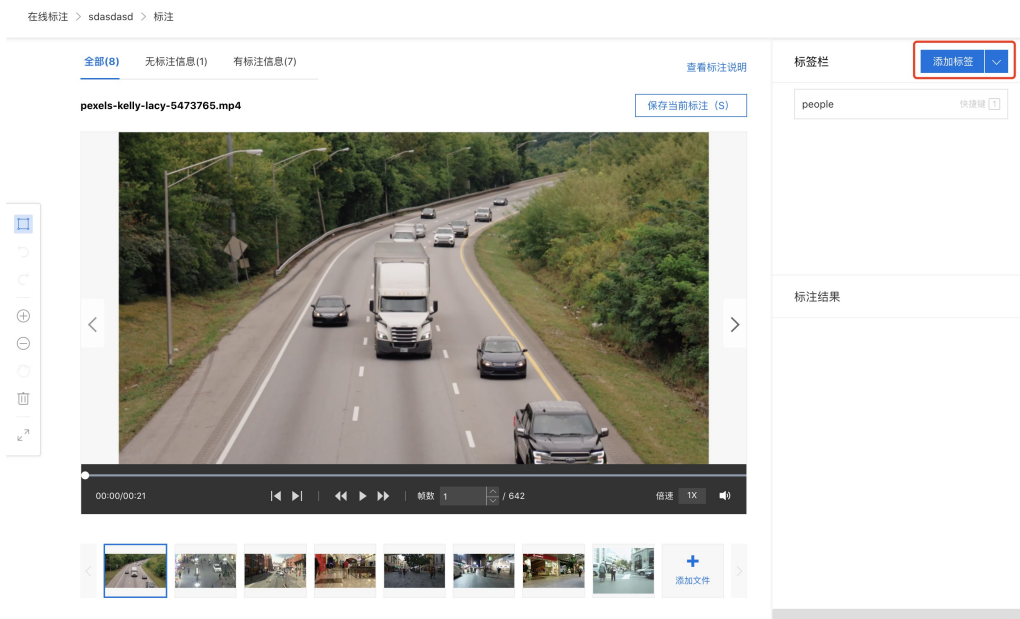 在线标注 > sdasdasd > 标注
全部(8) 无标注信息(1) 有标注信息(7)
查看标注说明
标签栏
添加标签
pexels-kelly-lacy-5473765.mp4
保存当前标注（S）
people
快捷键 1
标注结果
00:00/00:21
帧数 1 / 642
倍速 1X
添加文件